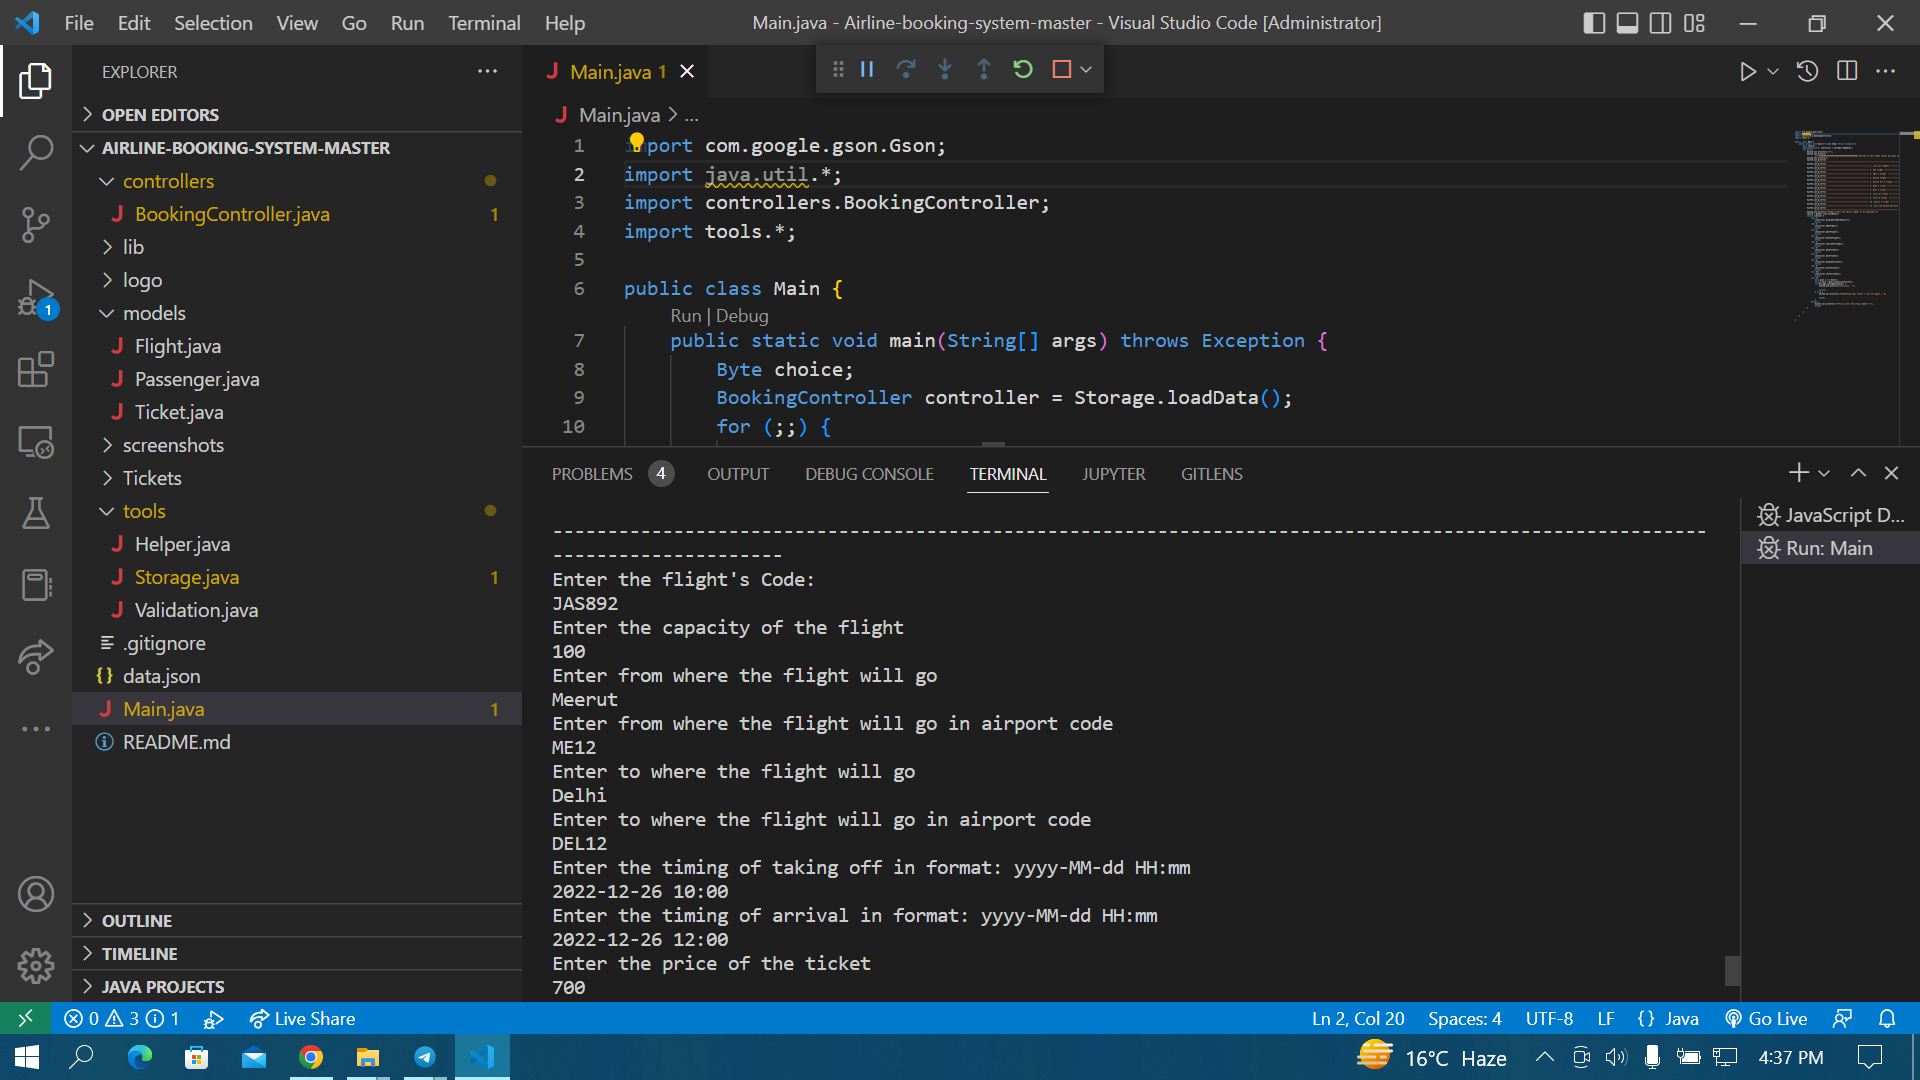 File Edit Selection View Go Run Terminal Help
Main.java - Airline-booking-system-master - Visual Studio Code [Administrator]
EXPLORER
OPEN EDITORS
AIRLINE-BOOKING-SYSTEM-MASTER
controllers
BookingController.java 1
lib
logo
models
Flight.java
Passenger.java
Ticket.java
screenshots
Tickets
tools
Helper.java
Storage.java 1
Validation.java
.gitignore
{} data.json
Main.java 1
README.md
OUTLINE
TIMELINE
JAVA PROJECTS
1
Main.java 1
Main.java > ...
1 import com.google.gson.Gson;
2 import java.util.*;
3 import controllers.BookingController;
4 import tools.*;
5
6 public class Main {
Run | Debug
7 public static void main(String[] args) throws Exception {
8 Byte choice;
9 BookingController controller = Storage.loadData();
10 for (;;) {
PROBLEMS 4 OUTPUT DEBUG CONSOLE TERMINAL JUPYTER GITLENS
---------------------------------------------------------------------------------------------------------
---------------------
Enter the flight's Code:
JAS892
Enter the capacity of the flight
100
Enter from where the flight will go
Meerut
Enter from where the flight will go in airport code
ME12
Enter to where the flight will go
Delhi
Enter to where the flight will go in airport code
DEL12
Enter the timing of taking off in format: yyyy-MM-dd HH:mm
2022-12-26 10:00
Enter the timing of arrival in format: yyyy-MM-dd HH:mm
2022-12-26 12:00
Enter the price of the ticket
700
JavaScript D...
Run: Main
0 3 1 Live Share
Ln 2, Col 20 Spaces: 4 UTF-8 LF {} Java Go Live
16°C Haze 4:37 PM